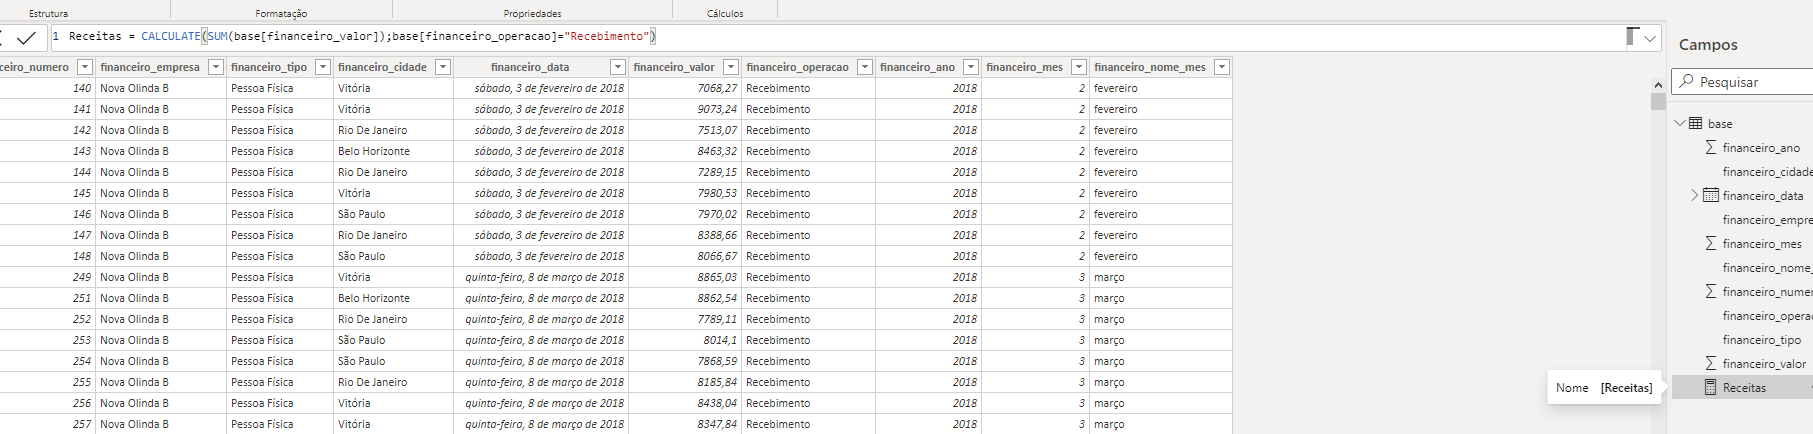 Estrutura Formatação Propriedades Cálculos
1 Receitas = CALCULATE(SUM(base[financeiro_valor]);base[financeiro_operacao]="Recebimento")
Campos
Pesquisar
ceiro_numero financeiro_empresa financeiro_tipo financeiro_cidade financeiro_data financeiro_valor financeiro_operacao financeiro_ano financeiro_mes financeiro_nome_mes
140 Nova Olinda B Pessoa Física Vitória sábado, 3 de fevereiro de 2018 7068,27 Recebimento 2018 2 fevereiro
141 Nova Olinda B Pessoa Física Vitória sábado, 3 de fevereiro de 2018 9073,24 Recebimento 2018 2 fevereiro
142 Nova Olinda B Pessoa Física Rio De Janeiro sábado, 3 de fevereiro de 2018 7513,07 Recebimento 2018 2 fevereiro
143 Nova Olinda B Pessoa Física Belo Horizonte sábado, 3 de fevereiro de 2018 8463,32 Recebimento 2018 2 fevereiro
144 Nova Olinda B Pessoa Física Rio De Janeiro sábado, 3 de fevereiro de 2018 7289,15 Recebimento 2018 2 fevereiro
145 Nova Olinda B Pessoa Física Vitória sábado, 3 de fevereiro de 2018 7980,53 Recebimento 2018 2 fevereiro
146 Nova Olinda B Pessoa Física São Paulo sábado, 3 de fevereiro de 2018 7970,02 Recebimento 2018 2 fevereiro
147 Nova Olinda B Pessoa Física Rio De Janeiro sábado, 3 de fevereiro de 2018 8388,66 Recebimento 2018 2 fevereiro
148 Nova Olinda B Pessoa Física São Paulo sábado, 3 de fevereiro de 2018 8066,67 Recebimento 2018 2 fevereiro
249 Nova Olinda B Pessoa Física Vitória quinta-feira, 8 de março de 2018 8865,03 Recebimento 2018 3 março
251 Nova Olinda B Pessoa Física Belo Horizonte quinta-feira, 8 de março de 2018 8862,54 Recebimento 2018 3 março
252 Nova Olinda B Pessoa Física Rio De Janeiro quinta-feira, 8 de março de 2018 7789,11 Recebimento 2018 3 março
253 Nova Olinda B Pessoa Física São Paulo quinta-feira, 8 de março de 2018 8014,1 Recebimento 2018 3 março
254 Nova Olinda B Pessoa Física São Paulo quinta-feira, 8 de março de 2018 7868,59 Recebimento 2018 3 março
255 Nova Olinda B Pessoa Física Rio De Janeiro quinta-feira, 8 de março de 2018 8185,84 Recebimento 2018 3 março
256 Nova Olinda B Pessoa Física Vitória quinta-feira, 8 de março de 2018 8438,04 Recebimento 2018 3 março
257 Nova Olinda B Pessoa Física Vitória quinta-feira, 8 de março de 2018 8347,84 Recebimento 2018 3 março
base
financeiro_ano
financeiro_cidade
financeiro_data
financeiro_empre
financeiro_mes
financeiro_nome_
financeiro_numer
financeiro_operac
financeiro_tipo
financeiro_valor
Receitas
Nome [Receitas]